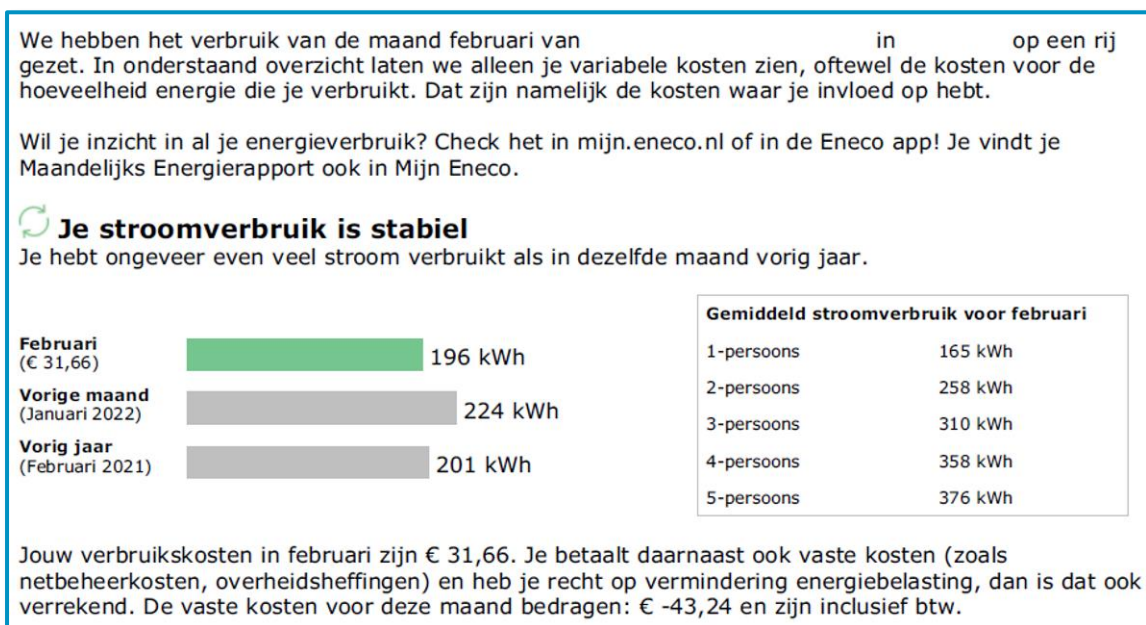 We hebben het verbruik van de maand februari van in op een rij
gezet. In onderstaand overzicht laten we alleen je variabele kosten zien, oftewel de kosten voor de
hoeveelheid energie die je verbruikt. Dat zijn namelijk de kosten waar je invloed op hebt.
Wil je inzicht in al je energieverbruik? Check het in mijn.eneco.nl of in de Eneco app! Je vindt je
Maandelijks Energierapport ook in Mijn Eneco.
Je stroomverbruik is stabiel
Je hebt ongeveer even veel stroom verbruikt als in dezelfde maand vorig jaar.
Februari
(€ 31,66)
196 kWh
Vorige maand
(Januari 2022)
224 kWh
Vorig jaar
(Februari 2021)
201 kWh
Gemiddeld stroomverbruik voor februari
1-persoons 165 kWh
2-persoons 258 kWh
3-persoons 310 kWh
4-persoons 358 kWh
5-persoons 376 kWh
Jouw verbruikskosten in februari zijn € 31,66. Je betaalt daarnaast ook vaste kosten (zoals
netbeheerkosten, overheidsheffingen) en heb je recht op vermindering energiebelasting, dan is dat ook
verrekend. De vaste kosten voor deze maand bedragen: € -43,24 en zijn inclusief btw.